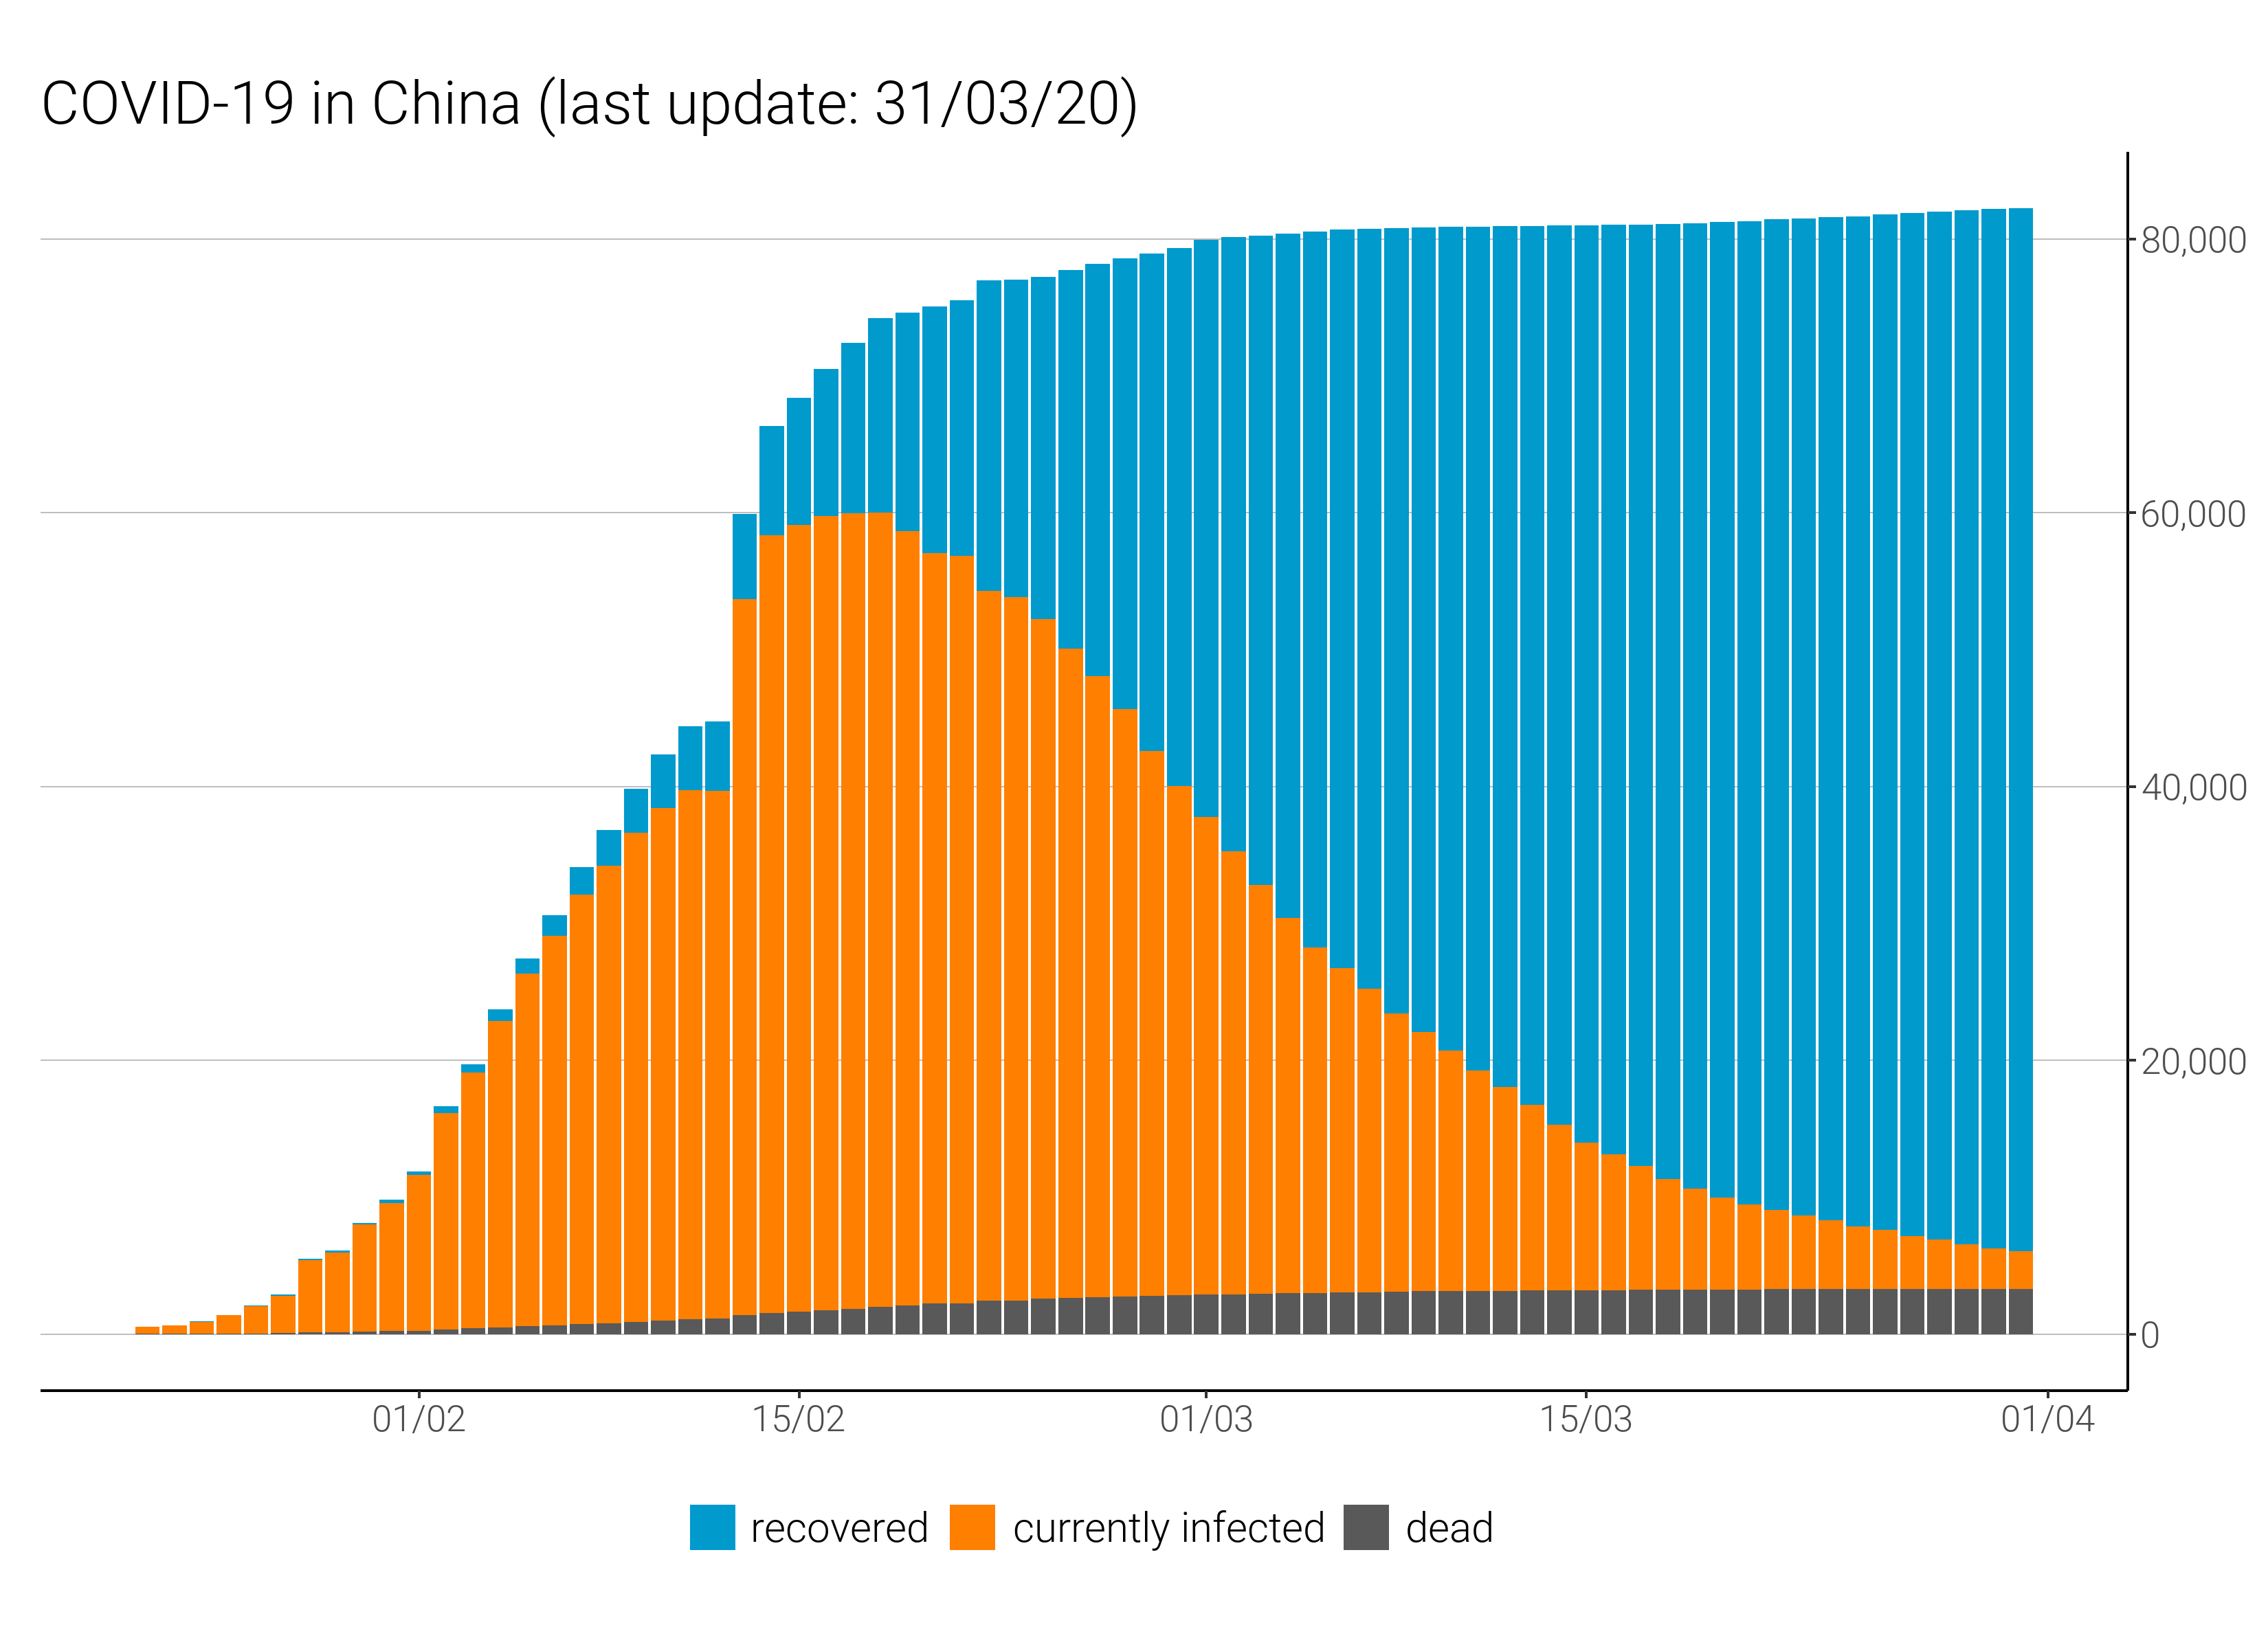 COVID-19 in China (last update: 31/03/20)
80,000
60,000
40,000
20,000
0
01/02 15/02 01/03 15/03 01/04
recovered currently infected dead